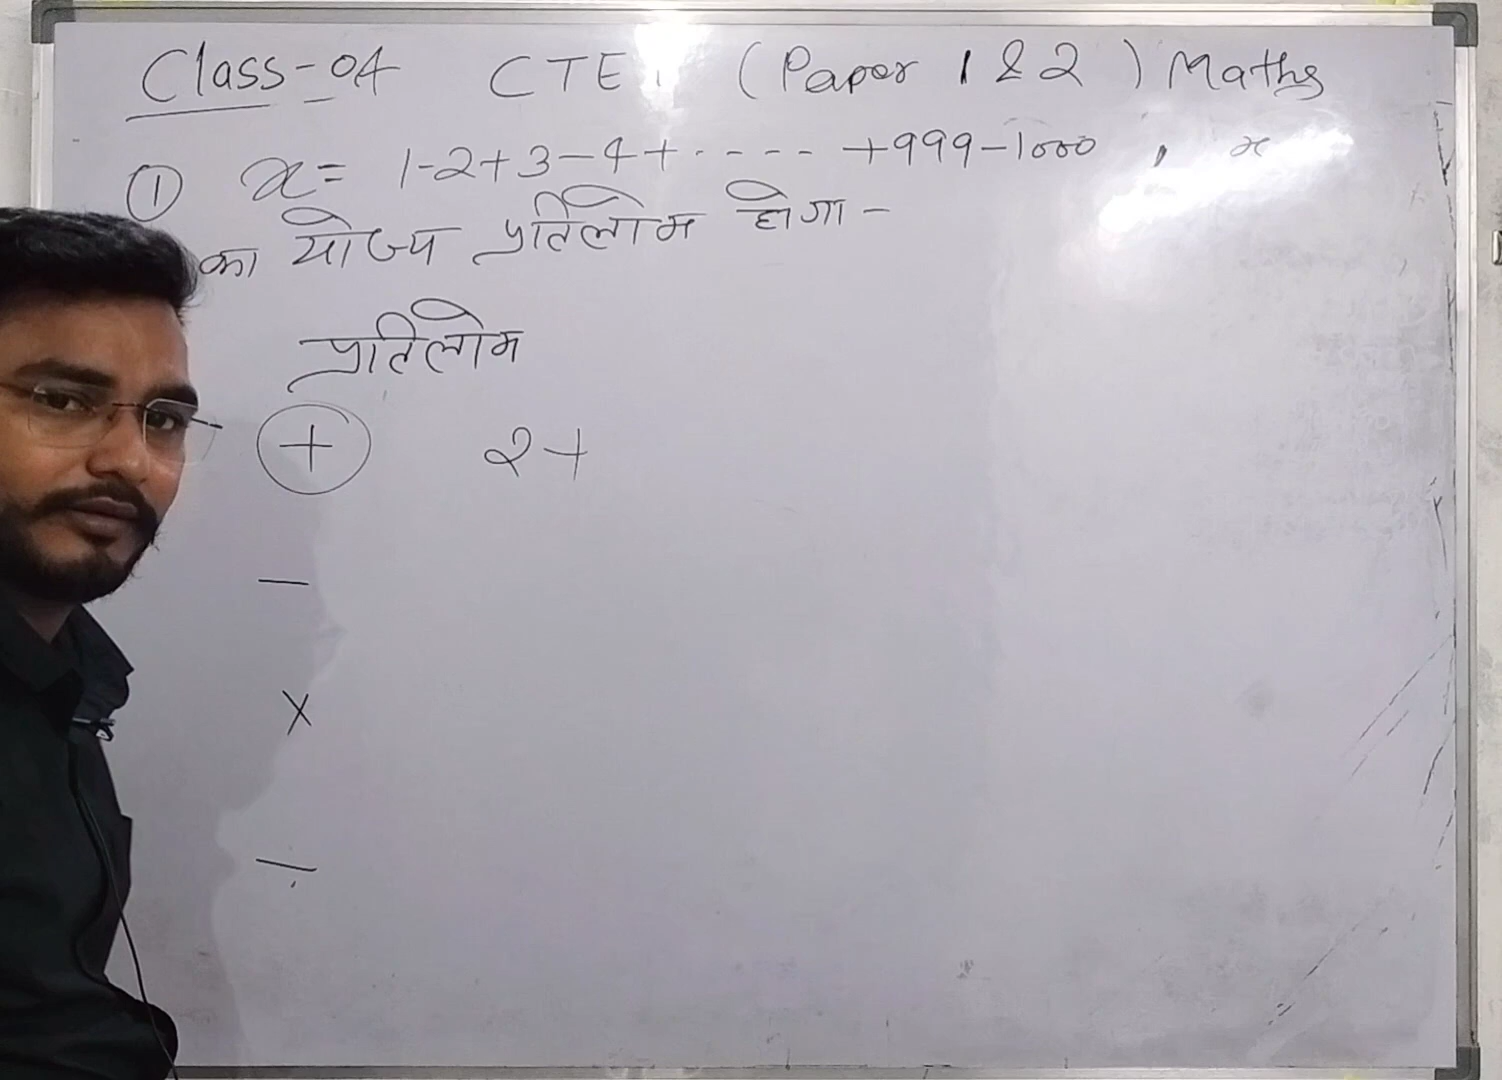 Class-04 CTET (Paper 1 & 2) Maths
① x= 1-2+3-4+·---- +999-1000 , x
का योज्य प्रतिलोम होगा -
प्रतिलोम
+ 2+
-
×
÷